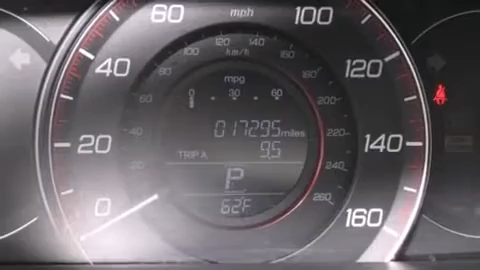 60 mph 100
100 120 140 160
80 km/h 180
40 mpg 120
0 30 60
60 200
017295 miles
40 220
20 TRIP A 9.5 140
20 240
P
0 62°F 260
160